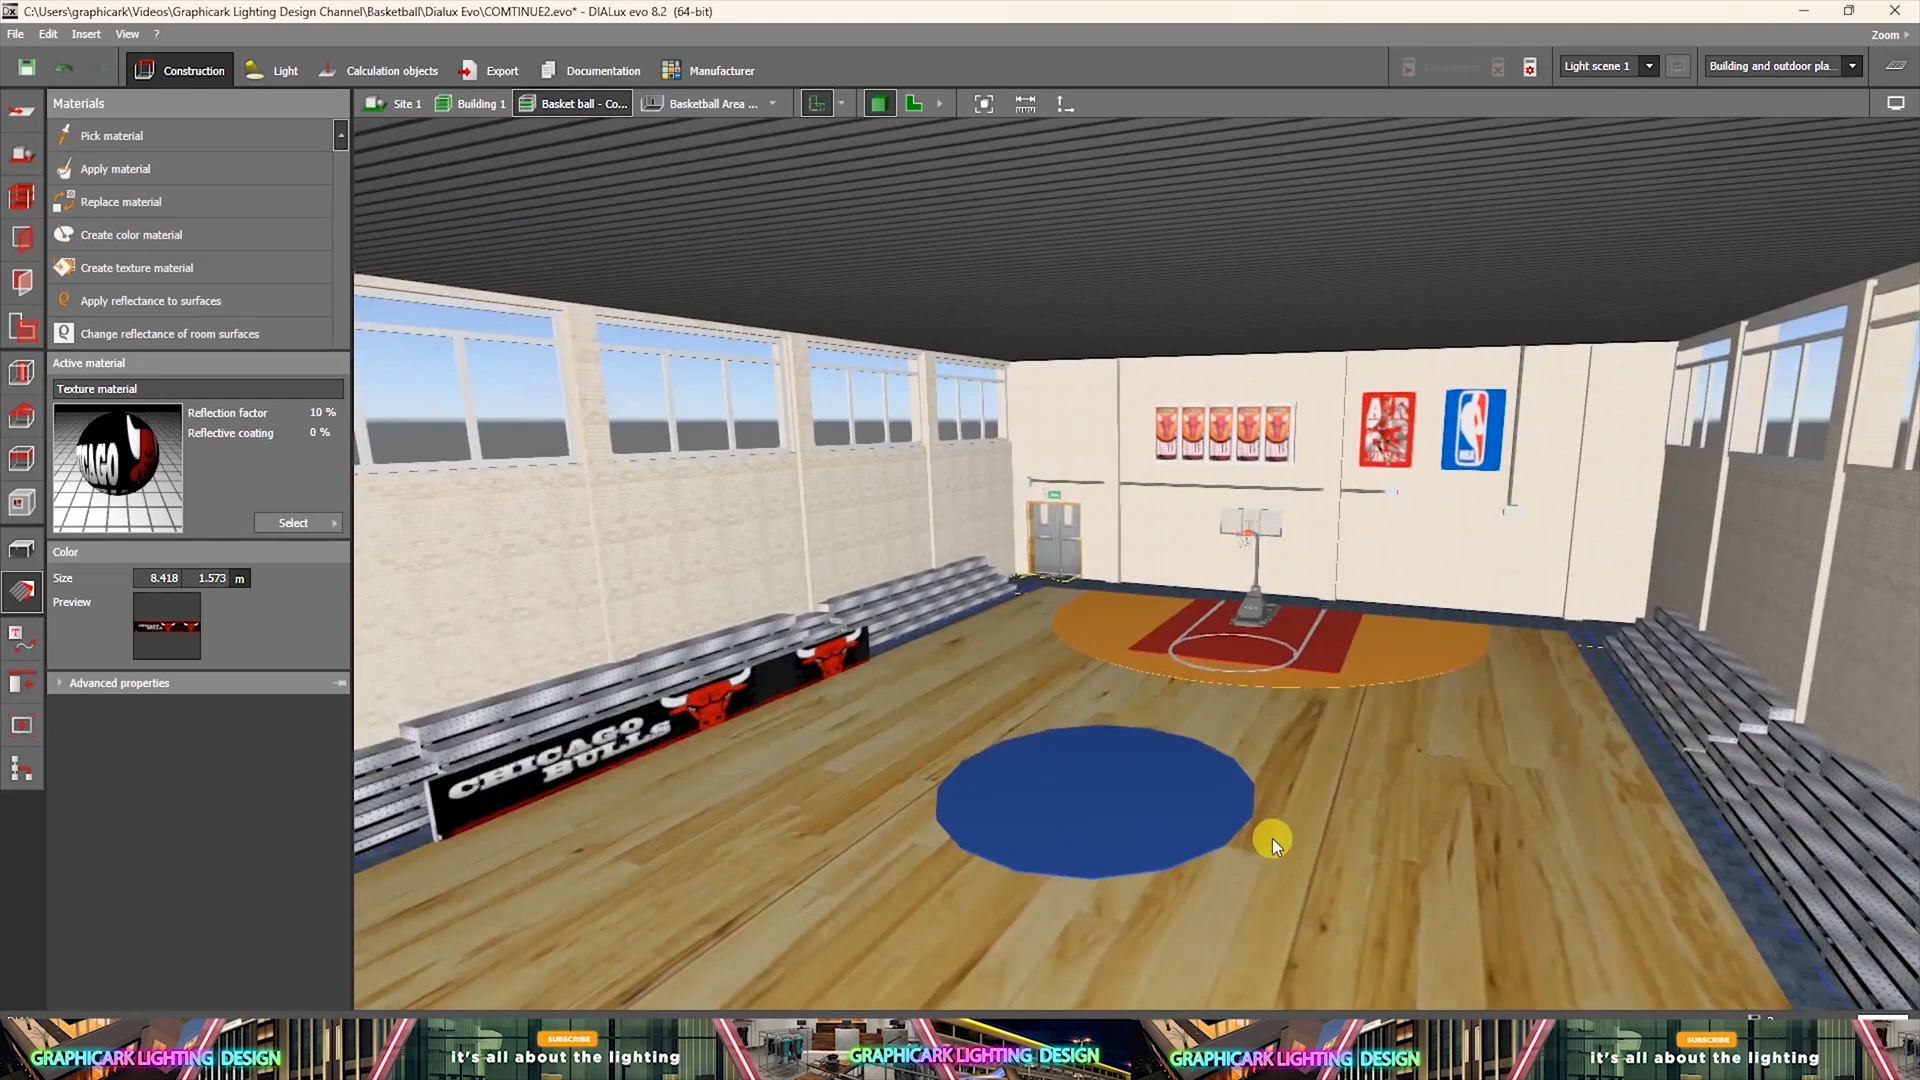 C:\Users\graphicark\Videos\Graphicark Lighting Design Channel\Basketball\Dialux Evo\COMTINUE2.evo* - DIALux evo 8.2 (64-bit)
File Edit Insert View ?
Zoom
Construction Light Calculation objects Export Documentation Manufacturer
Light scene 1 Building and outdoor pla...
Materials
Site 1 Building 1 Basket ball - Co... Basketball Area ...
Pick material
Apply material
Replace material
Create color material
Create texture material
Apply reflectance to surfaces
Change reflectance of room surfaces
Active material
Texture material
Reflection factor 10 %
Reflective coating 0 %
Select
Color
Size 8.418 1.573 m
Preview
Advanced properties
CHICAGO
BULLS
GRAPHICARK LIGHTING DESIGN
SUBSCRIBE
it's all about the lighting
GRAPHICARK LIGHTING DESIGN
GRAPHICARK LIGHTING DESIGN
SUBSCRIBE
it's all about the lighting